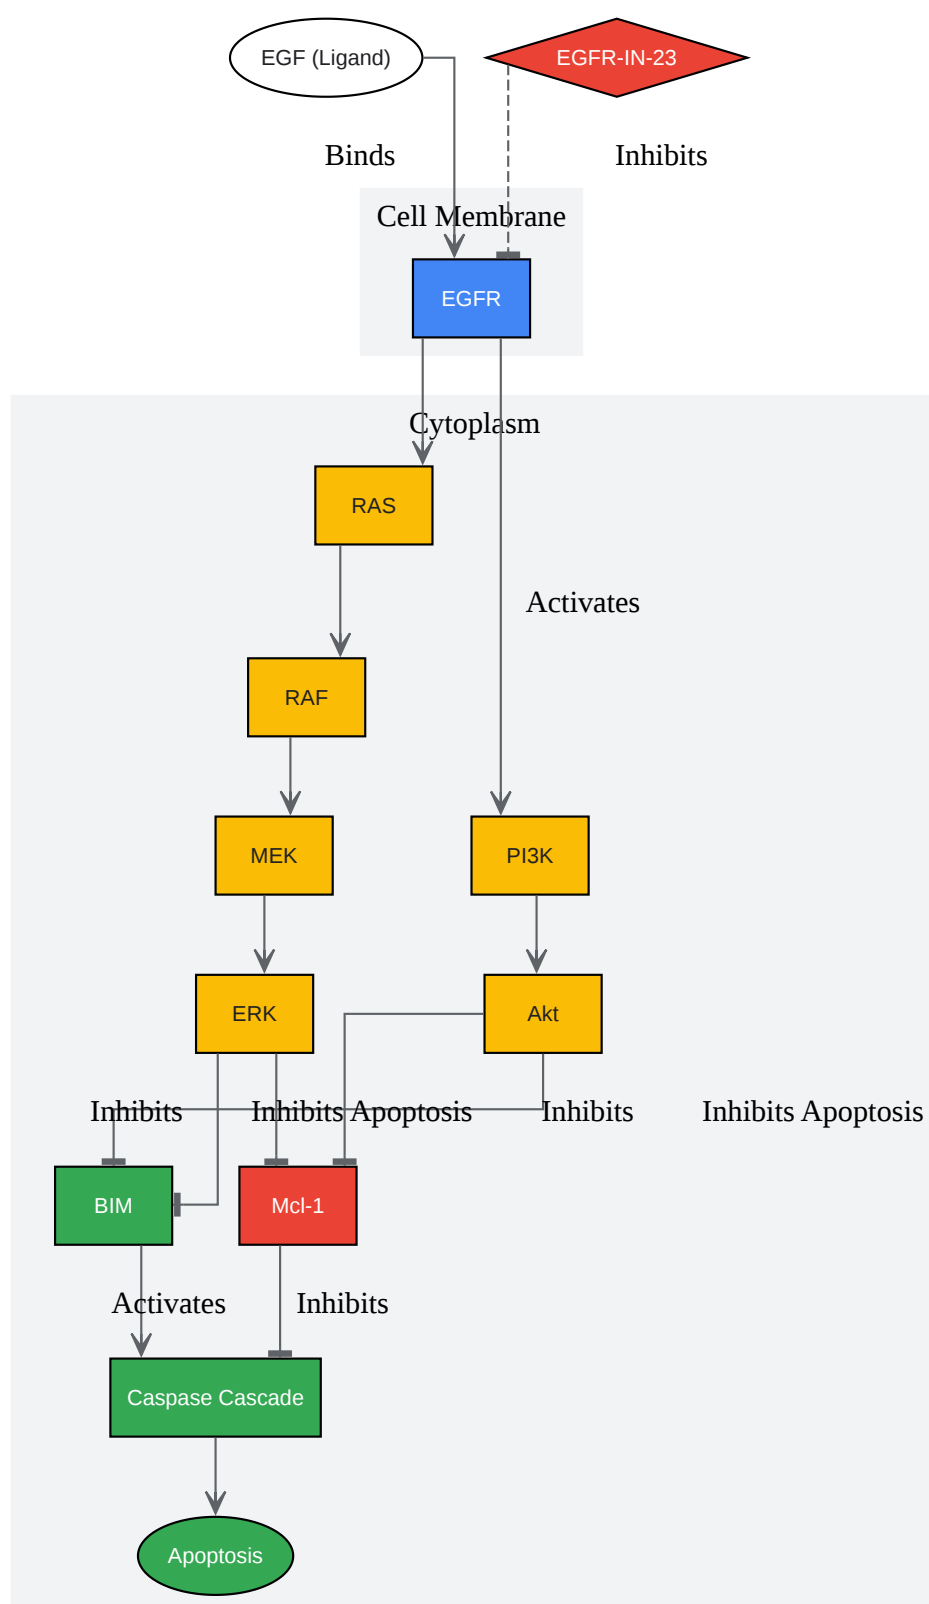 EGF (Ligand)
EGFR-IN-23
Binds
Inhibits
Cell Membrane
EGFR
Cytoplasm
RAS
Activates
RAF
MEK
PI3K
ERK
Akt
Inhibits
Inhibits Apoptosis
Inhibits
Inhibits Apoptosis
BIM
Mcl-1
Activates
Inhibits
Caspase Cascade
Apoptosis